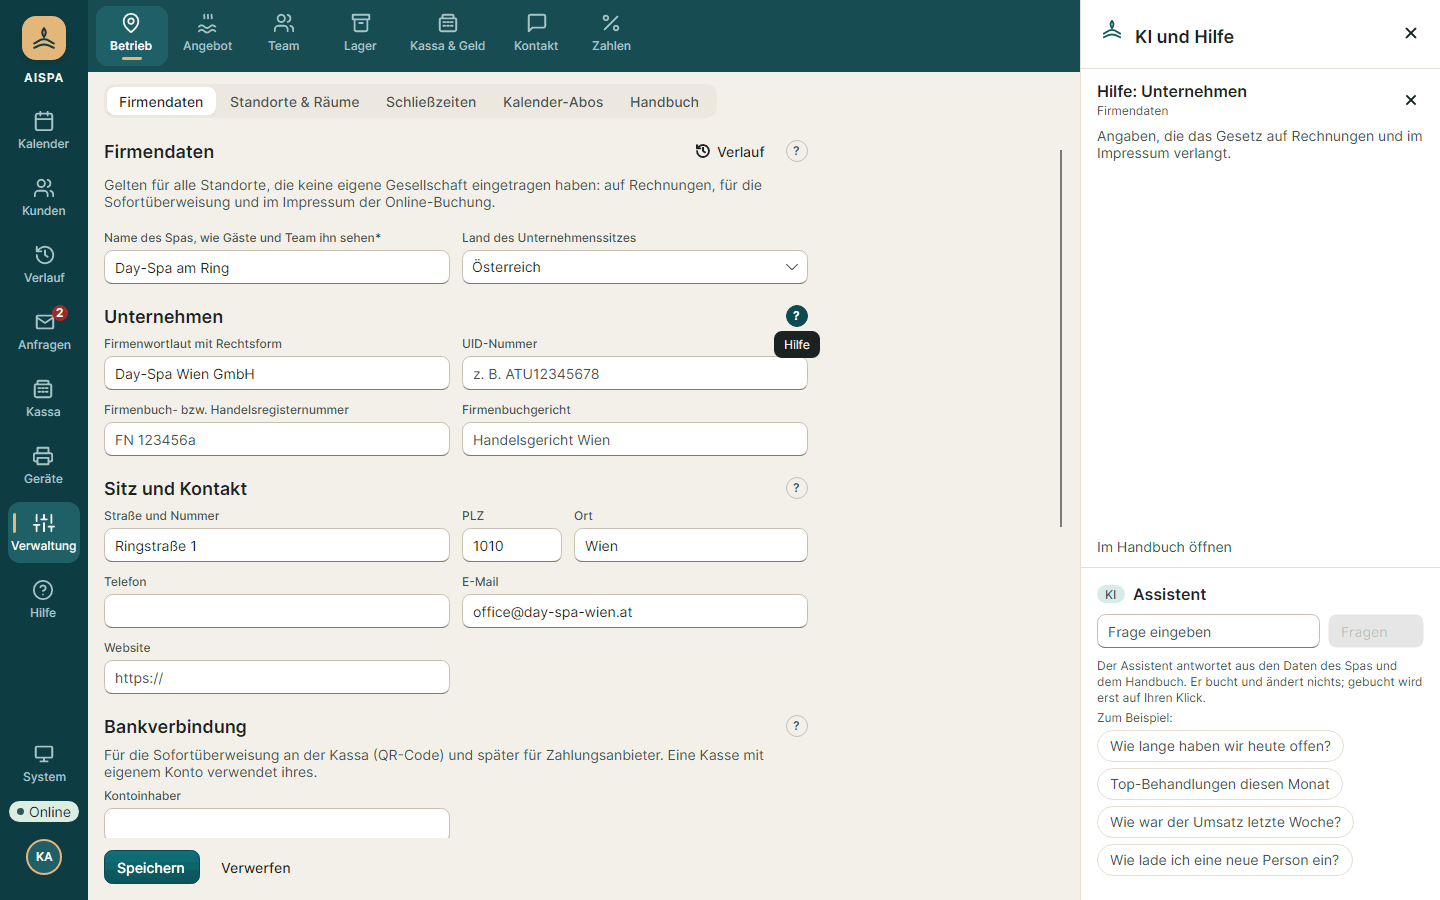 AISPA
Kalender
Kunden
Verlauf
2
Anfragen
Kassa
Geräte
Verwaltung
Hilfe
System
Online
KA
Betrieb
Angebot
Team
Lager
Kassa & Geld
Kontakt
Zahlen
Firmendaten
Standorte & Räume
Schließzeiten
Kalender-Abos
Handbuch
Firmendaten
Verlauf
?
Gelten für alle Standorte, die keine eigene Gesellschaft eingetragen haben: auf Rechnungen, für die
Sofortüberweisung und im Impressum der Online-Buchung.
Name des Spas, wie Gäste und Team ihn sehen*
Land des Unternehmenssitzes
Day-Spa am Ring
Österreich
Unternehmen
?
Hilfe
Firmenwortlaut mit Rechtsform
UID-Nummer
Day-Spa Wien GmbH
z. B. ATU12345678
Firmenbuch- bzw. Handelsregisternummer
Firmenbuchgericht
FN 123456a
Handelsgericht Wien
Sitz und Kontakt
?
Straße und Nummer
PLZ
Ort
Ringstraße 1
1010
Wien
Telefon
E-Mail
office@day-spa-wien.at
Website
https://
Bankverbindung
?
Für die Sofortüberweisung an der Kassa (QR-Code) und später für Zahlungsanbieter. Eine Kasse mit
eigenem Konto verwendet ihres.
Kontoinhaber
Speichern
Verwerfen
KI und Hilfe
Hilfe: Unternehmen
Firmendaten
Angaben, die das Gesetz auf Rechnungen und im
Impressum verlangt.
Im Handbuch öffnen
KI
Assistent
Frage eingeben
Fragen
Der Assistent antwortet aus den Daten des Spas und
dem Handbuch. Er bucht und ändert nichts; gebucht wird
erst auf Ihren Klick.
Zum Beispiel:
Wie lange haben wir heute offen?
Top-Behandlungen diesen Monat
Wie war der Umsatz letzte Woche?
Wie lade ich eine neue Person ein?